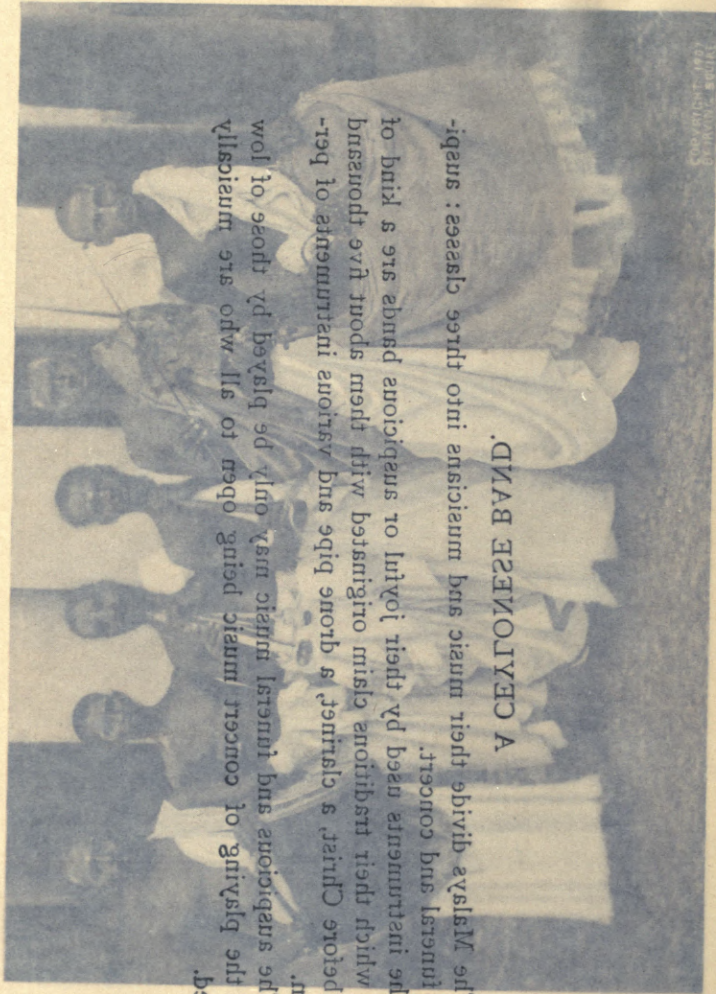 A CEYLONESE BAND.
he Malays divide their music and musicians into three classes : auspi-
funeral and concert.
he instruments used by their joyful or auspicious bands are a kind of
which their traditions claim originated with them about five thousand
before Christ, a clarinet, a drone pipe and various instruments of per-
n.
he auspicious and funeral music may only be played by those of low
the playing of concert music being open to all who are musically
ed.
COPYRIGHT